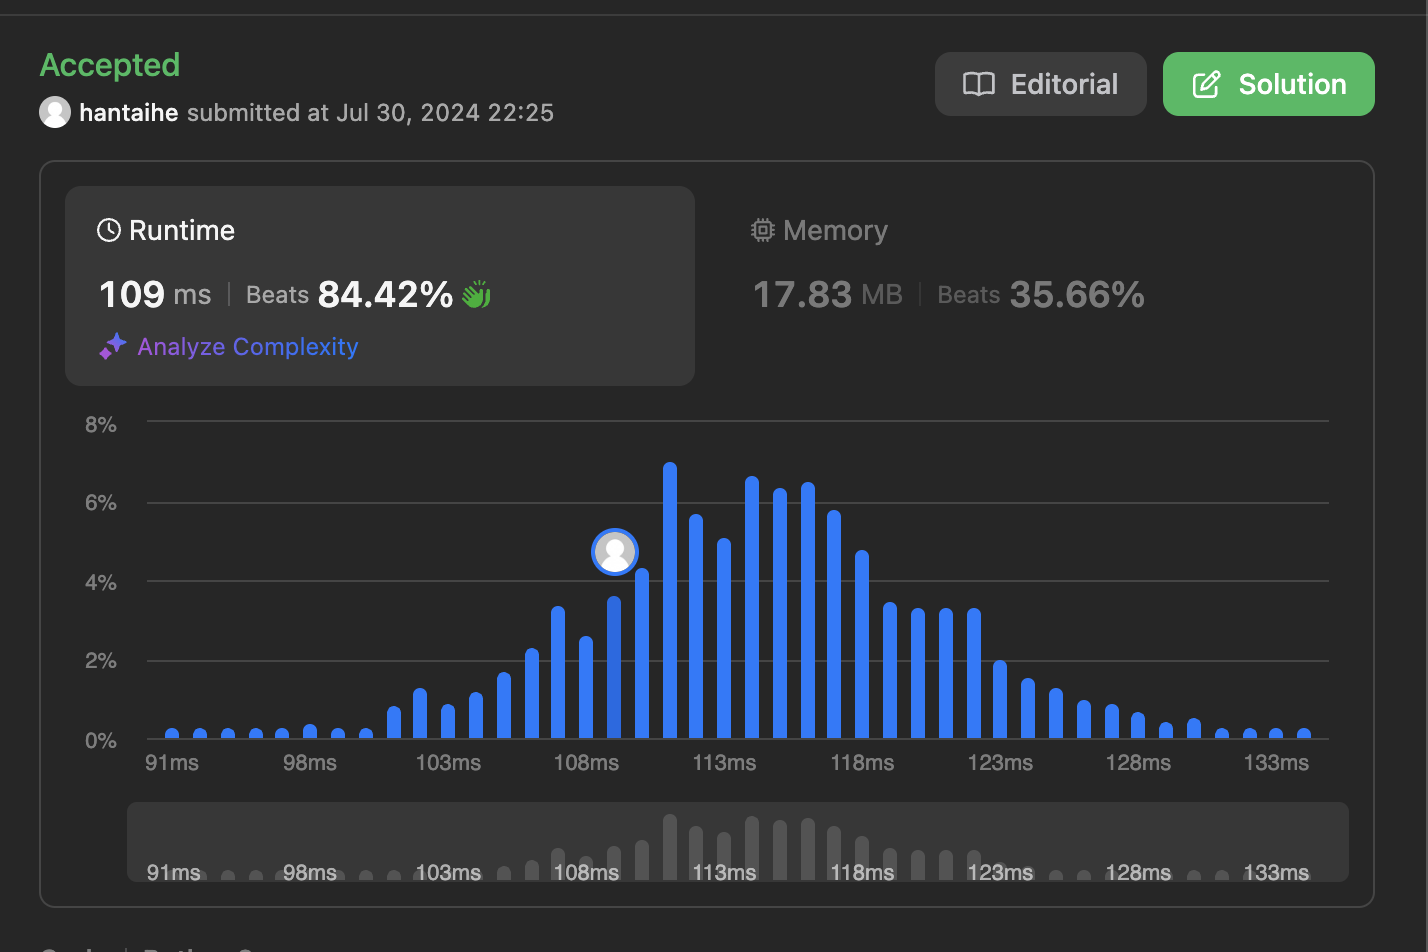 Accepted
Editorial
Solution
hantaihe submitted at Jul 30, 2024 22:25
Runtime
109 ms | Beats 84.42%
Analyze Complexity
Memory
17.83 MB | Beats 35.66%
8%
6%
4%
2%
0%
91ms 98ms 103ms 108ms 113ms 118ms 123ms 128ms 133ms
91ms 98ms 103ms 108ms 113ms 118ms 123ms 128ms 133ms